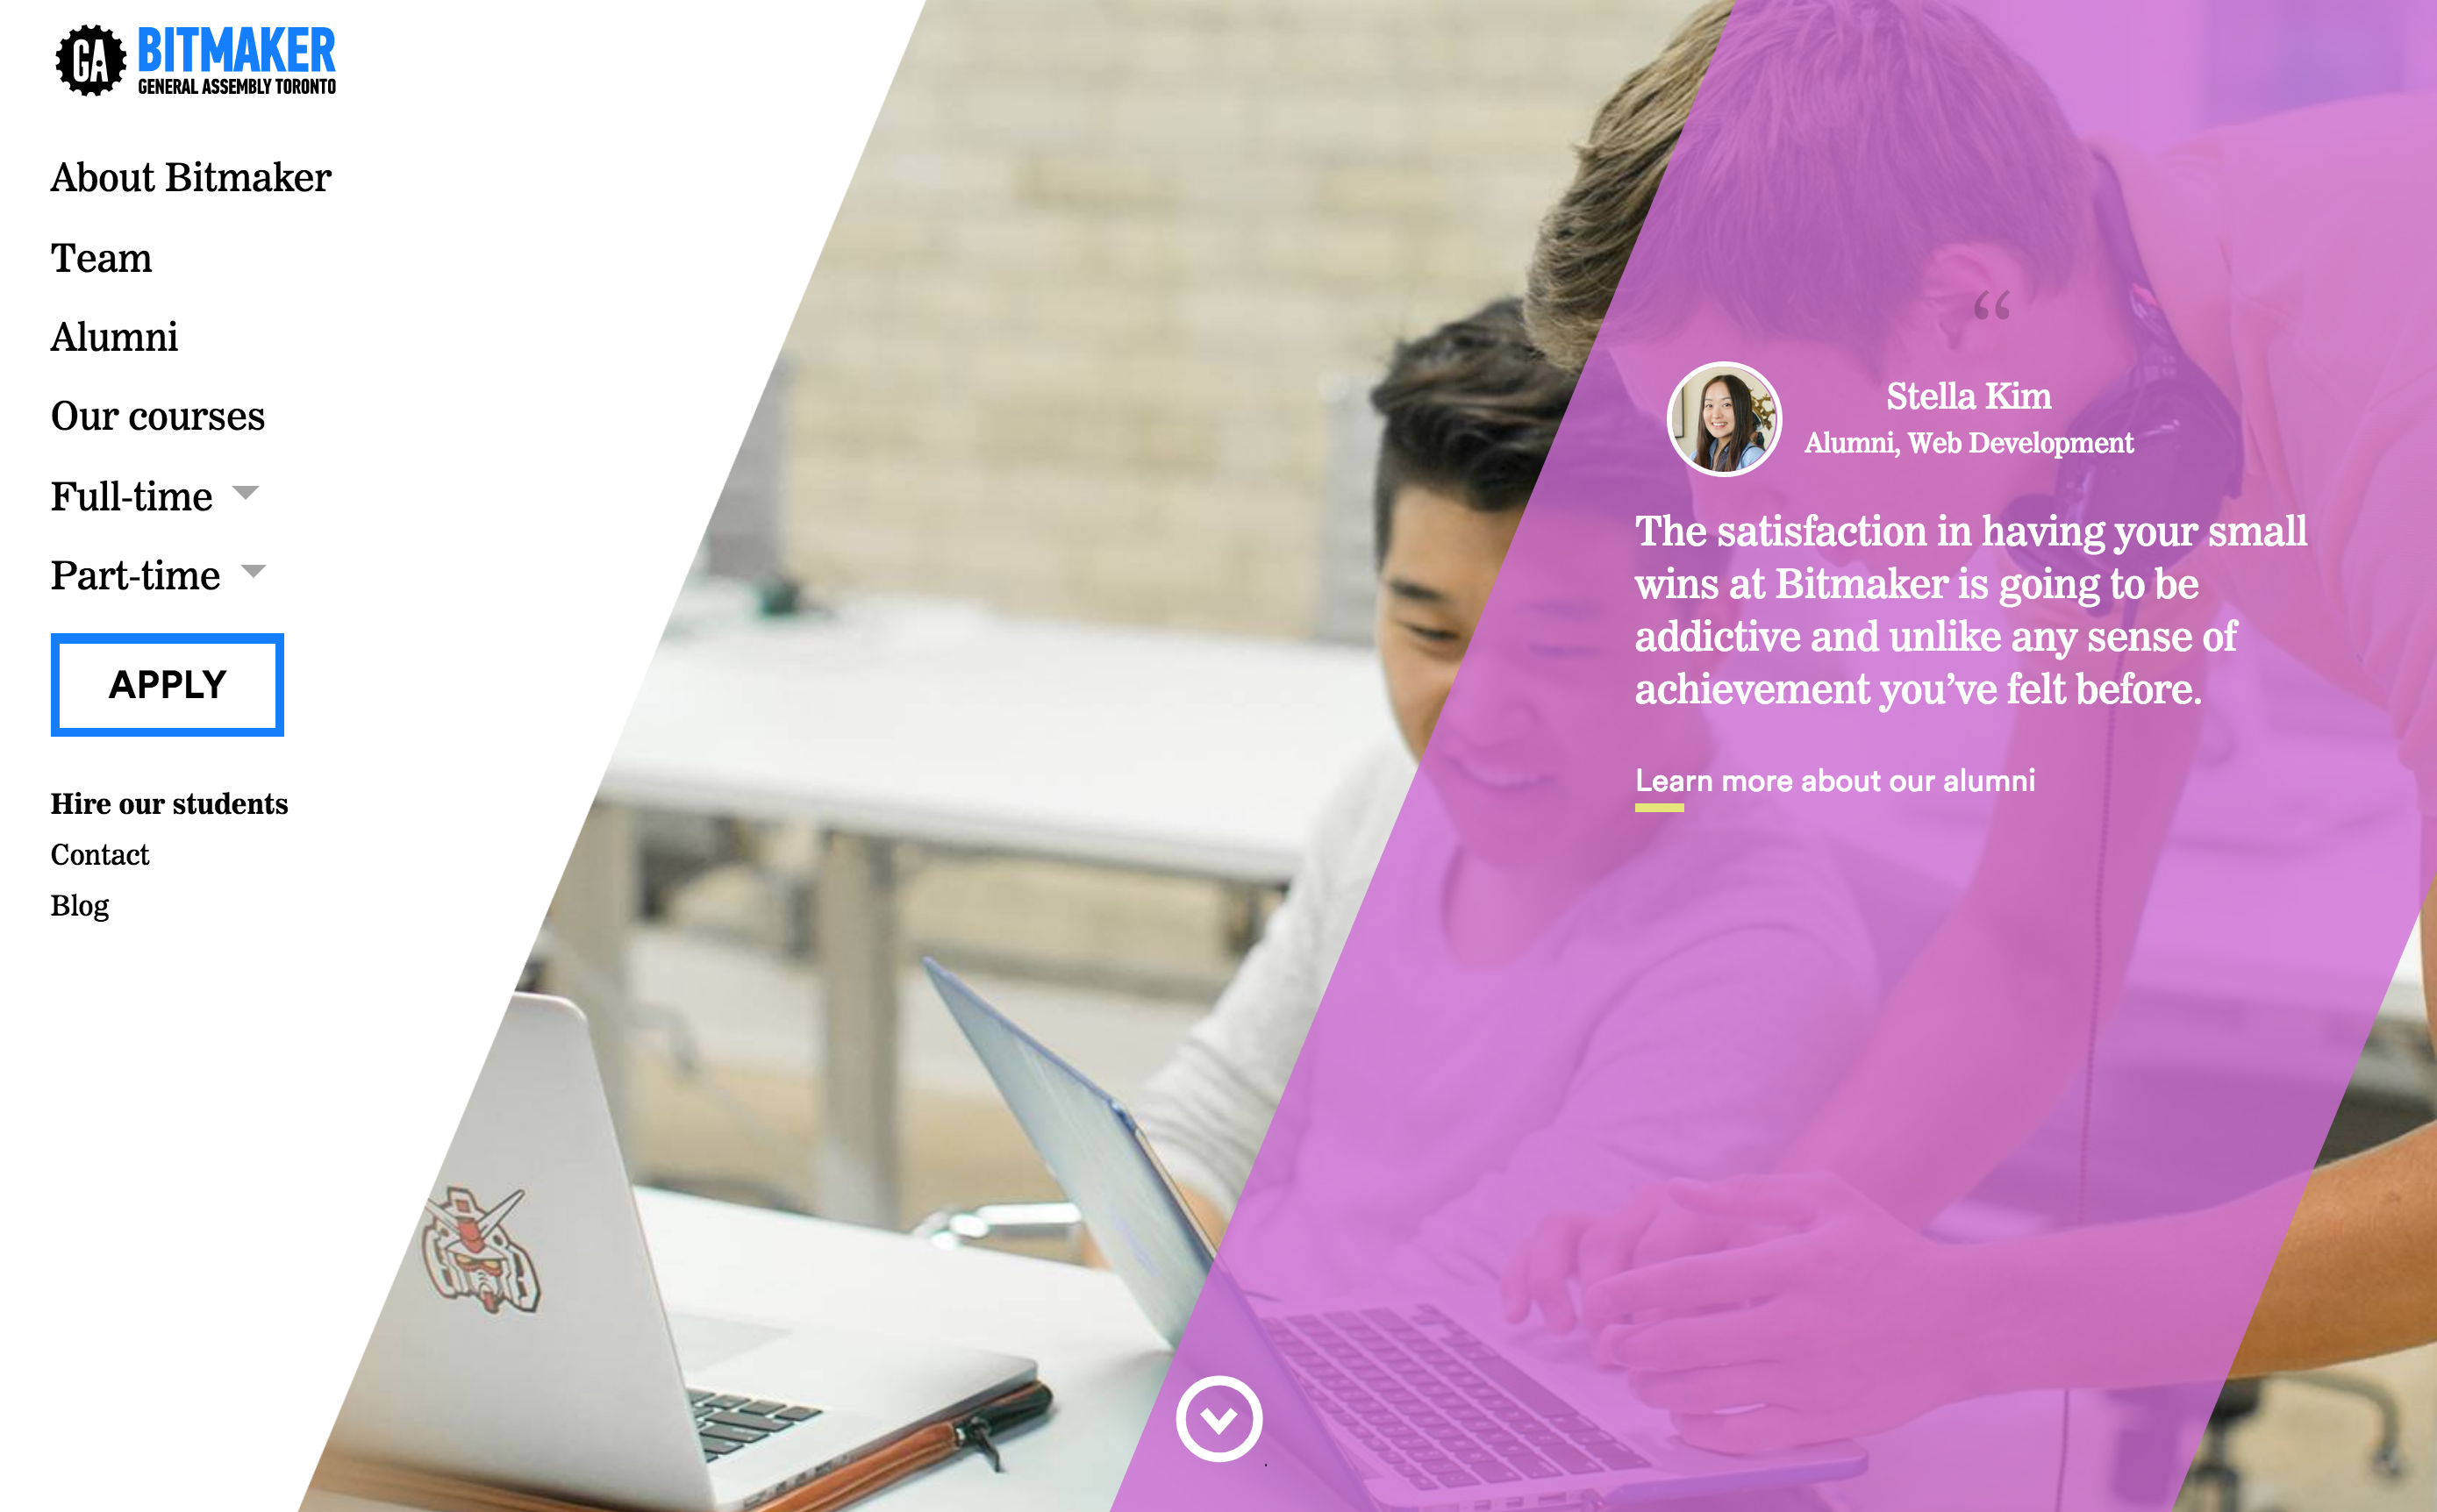 GA
BITMAKER
GENERAL ASSEMBLY TORONTO
About Bitmaker
Team
Alumni
Our courses
Full-time
Part-time
APPLY
Hire our students
Contact
Blog
“
Stella Kim
Alumni, Web Development
The satisfaction in having your small
wins at Bitmaker is going to be
addictive and unlike any sense of
achievement you’ve felt before.
Learn more about our alumni